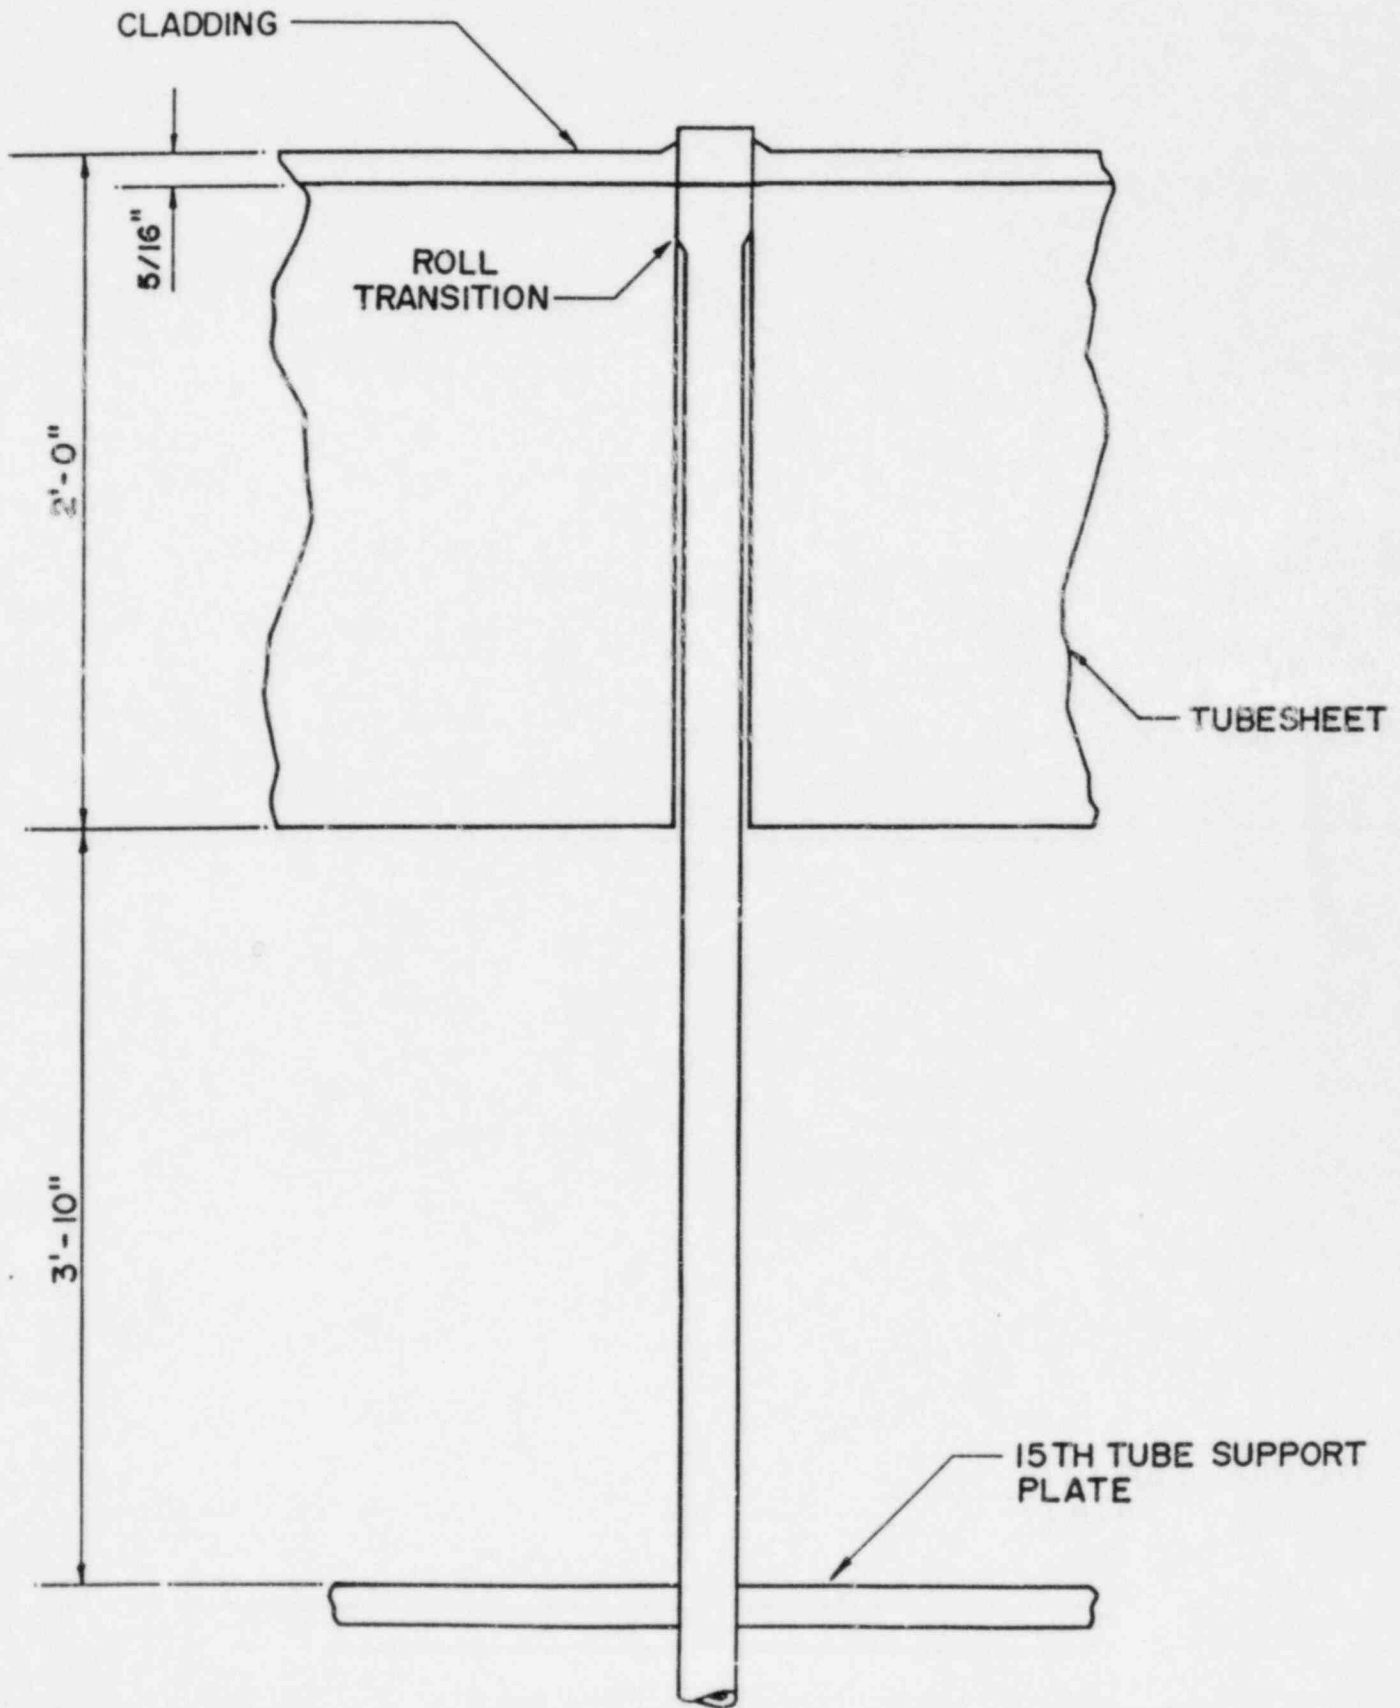 CLADDING
5/16"
ROLL
TRANSITION
2'-0"
TUBESHEET
3'-10"
15TH TUBE SUPPORT
PLATE